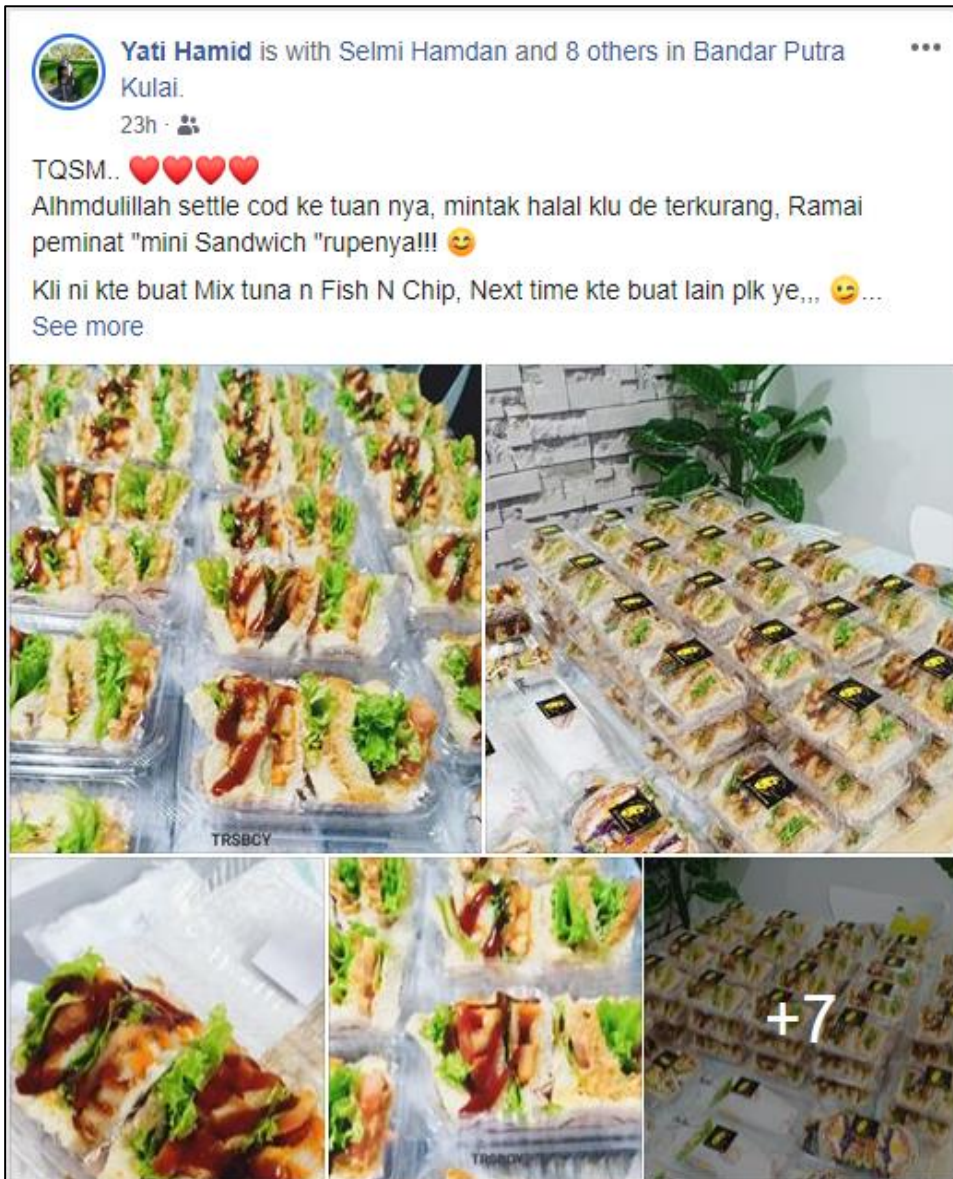 Yati Hamid is with Selmi Hamdan and 8 others in Bandar Putra
Kulai.
23h ·
TQSM.. ❤️❤️❤️❤️
Alhmdulillah settle cod ke tuan nya, mintak halal klu de terkurang, Ramai
peminat "mini Sandwich "rupenya!!! 😊
Kli ni kte buat Mix tuna n Fish N Chip, Next time kte buat lain plk ye,,, 😉...
See more
TRSBCY
TRSBCY
+7